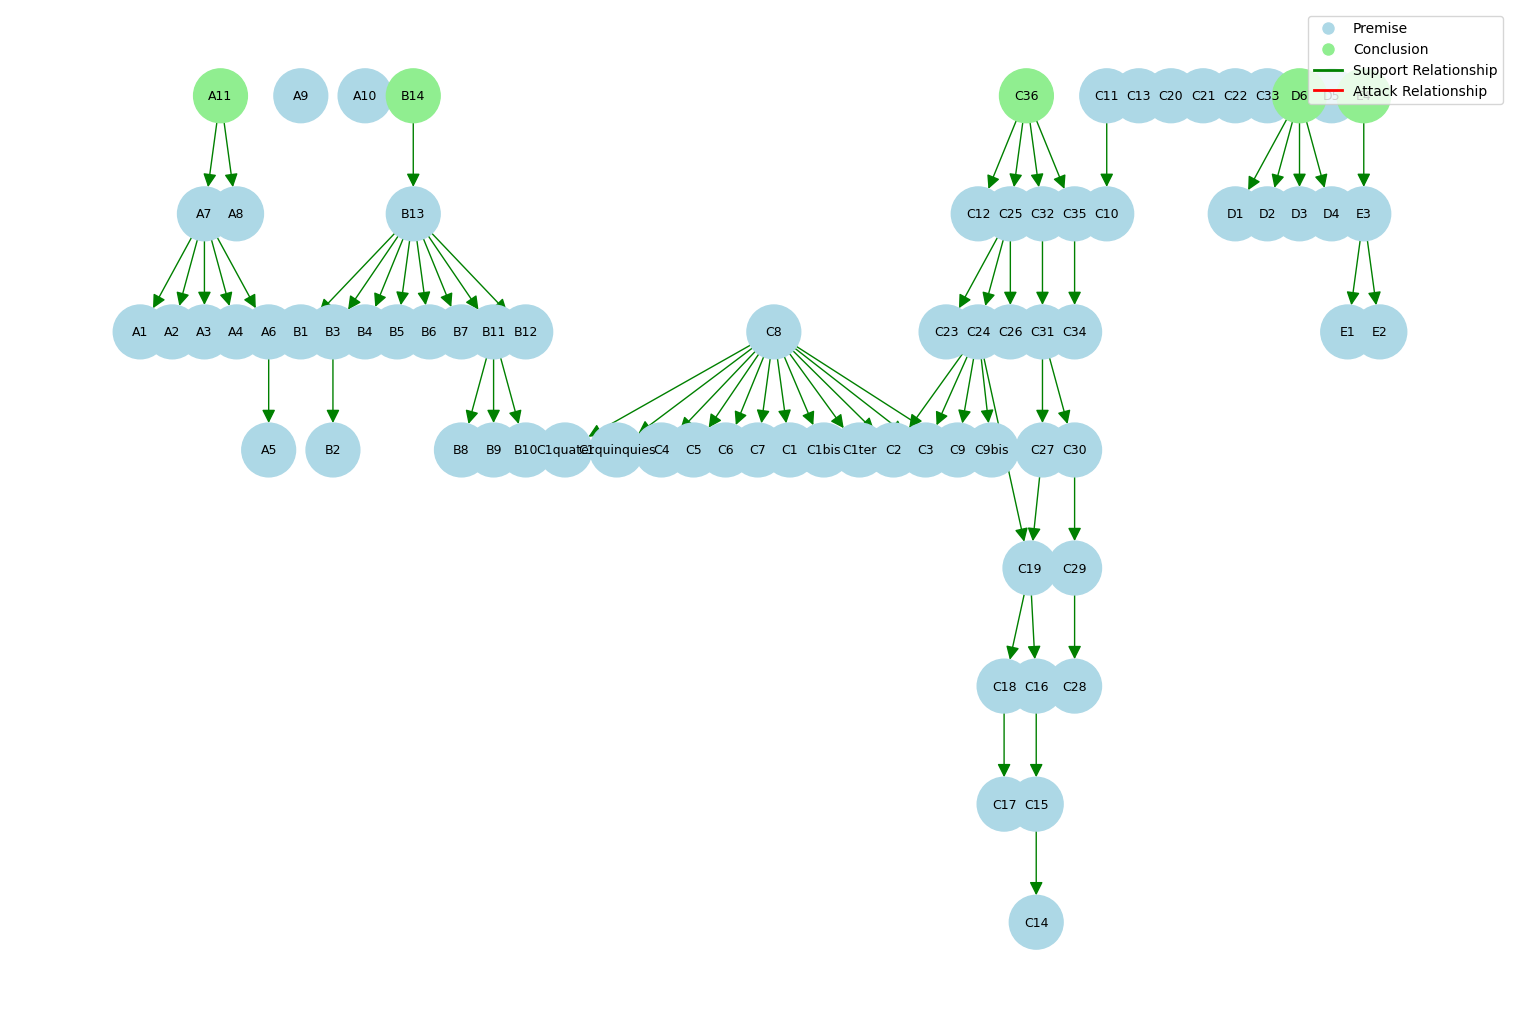 Premise
Conclusion
Support Relationship
Attack Relationship
A11 A9 A10 B14 C36 C11 C13 C20 C21 C22 C33 D6 D5 E4
A7 A8 B13 C12 C25 C32 C35 C10 D1 D2 D3 D4 E3
A1 A2 A3 A4 A6 B1 B3 B4 B5 B6 B7 B11 B12 C8 C23 C24 C26 C31 C34 E1 E2
A5 B2 B8 B9 B10 C1quater C1quinquies C4 C5 C6 C7 C1 C1bis C1ter C2 C3 C9 C9bis C27 C30
C19 C29
C18 C16 C28
C17 C15
C14